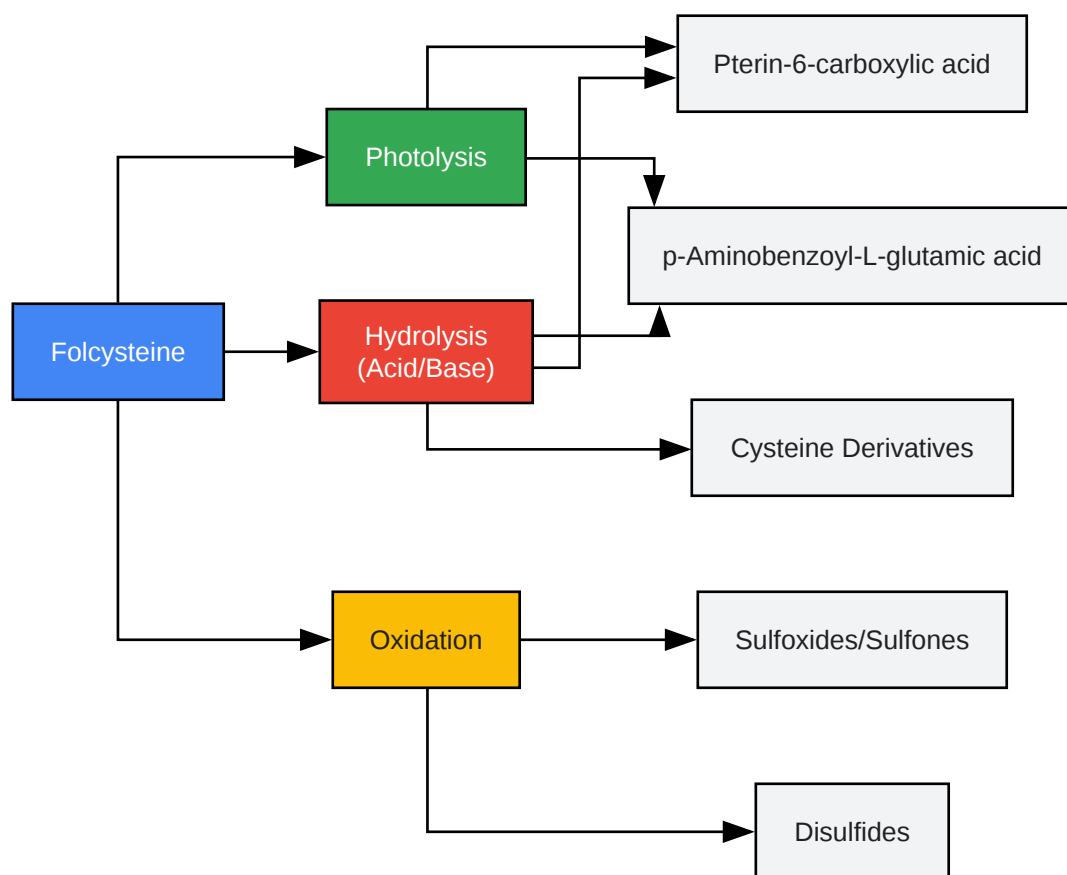 Pterin-6-carboxylic acid
Photolysis
p-Aminobenzoyl-L-glutamic acid
Folcysteine
Hydrolysis
(Acid/Base)
Cysteine Derivatives
Oxidation
Sulfoxides/Sulfones
Disulfides